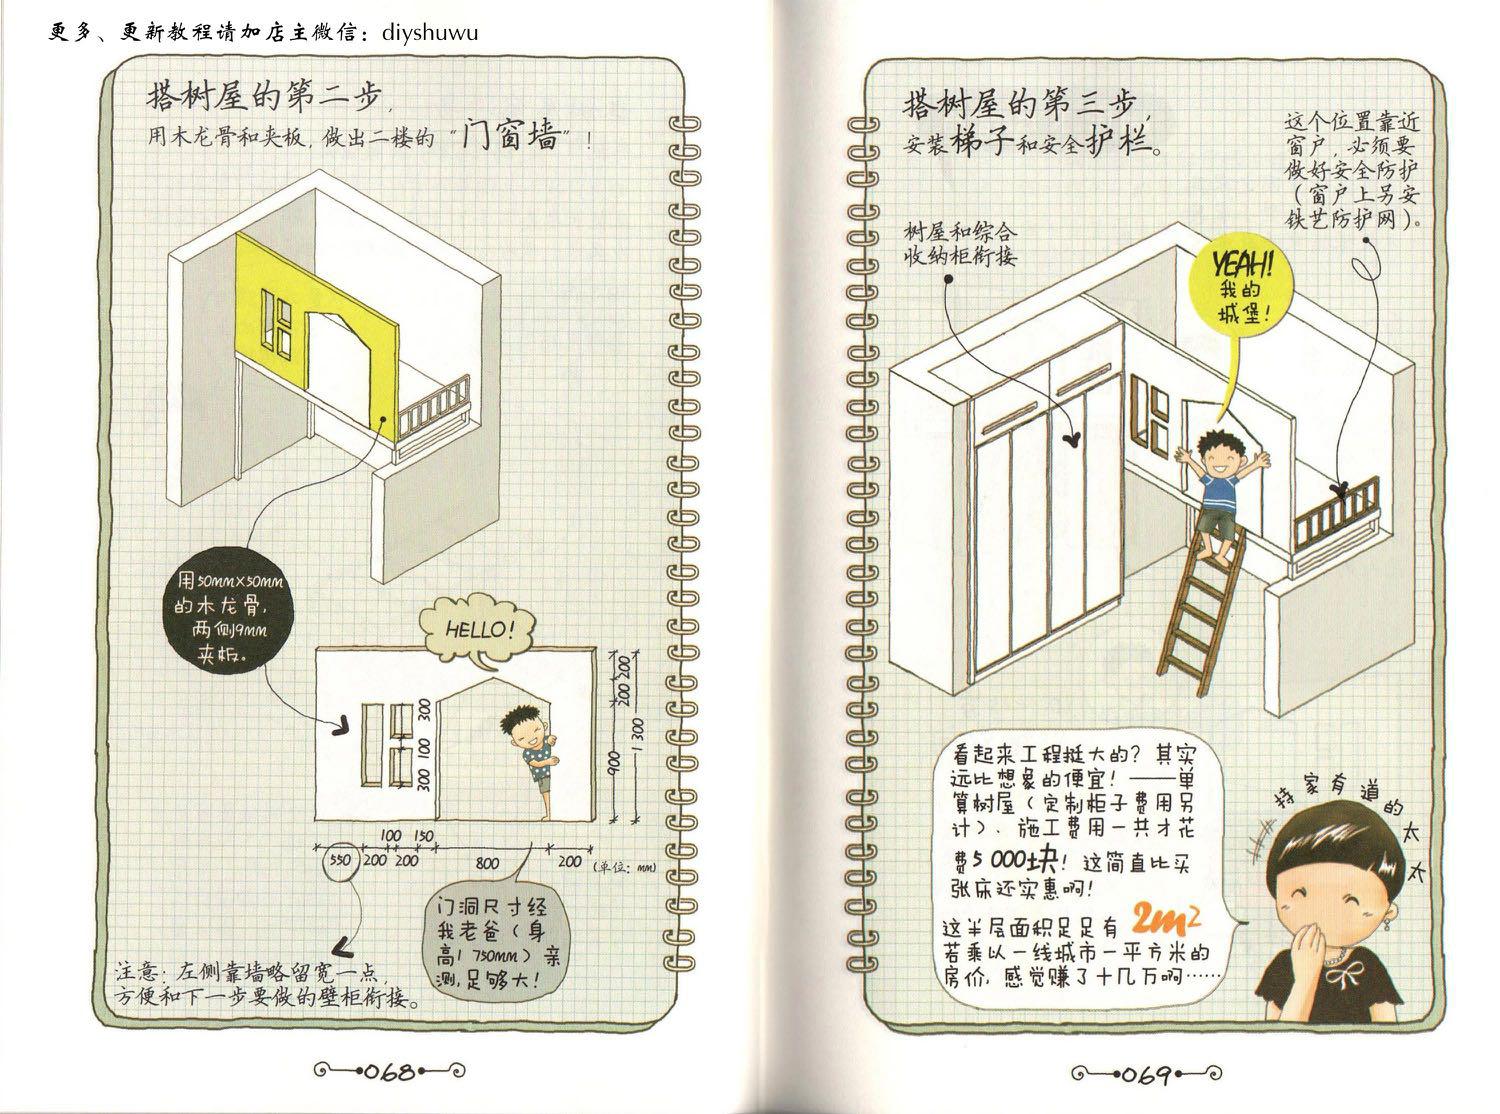 更多、更新教程请加店主微信：diyshuwu
搭树屋的第二步，
用木龙骨和夹板，做出二楼的“门窗墙”！
用50mm×50mm
的木龙骨，
两侧9mm
夹板。
HELLO!
300
100
300
200
200
900
1 300
100 150
550 200 200 800 200 (单位：mm)
门洞尺寸经
我老爸（身
高1 750mm）亲
测，足够大！
注意：左侧靠墙略留宽一点，
方便和下一步要做的壁柜衔接。
068
搭树屋的第三步，
安装梯子和安全护栏。
这个位置靠近
窗户，必须要
做好安全防护
（窗户上另安
铁艺防护网）。
树屋和综合
收纳柜衔接
YEAH!
我的
城堡！
看起来工程挺大的？其实
远比想象的便宜！——单
算树屋（定制柜子费用另
计）、施工费用一共才花
费5 000块！这简直比买
张床还实惠啊！
这半层面积足足有2m²
若乘以一线城市一平方米的
房价，感觉赚了十几万啊……
持家有道的太太
069